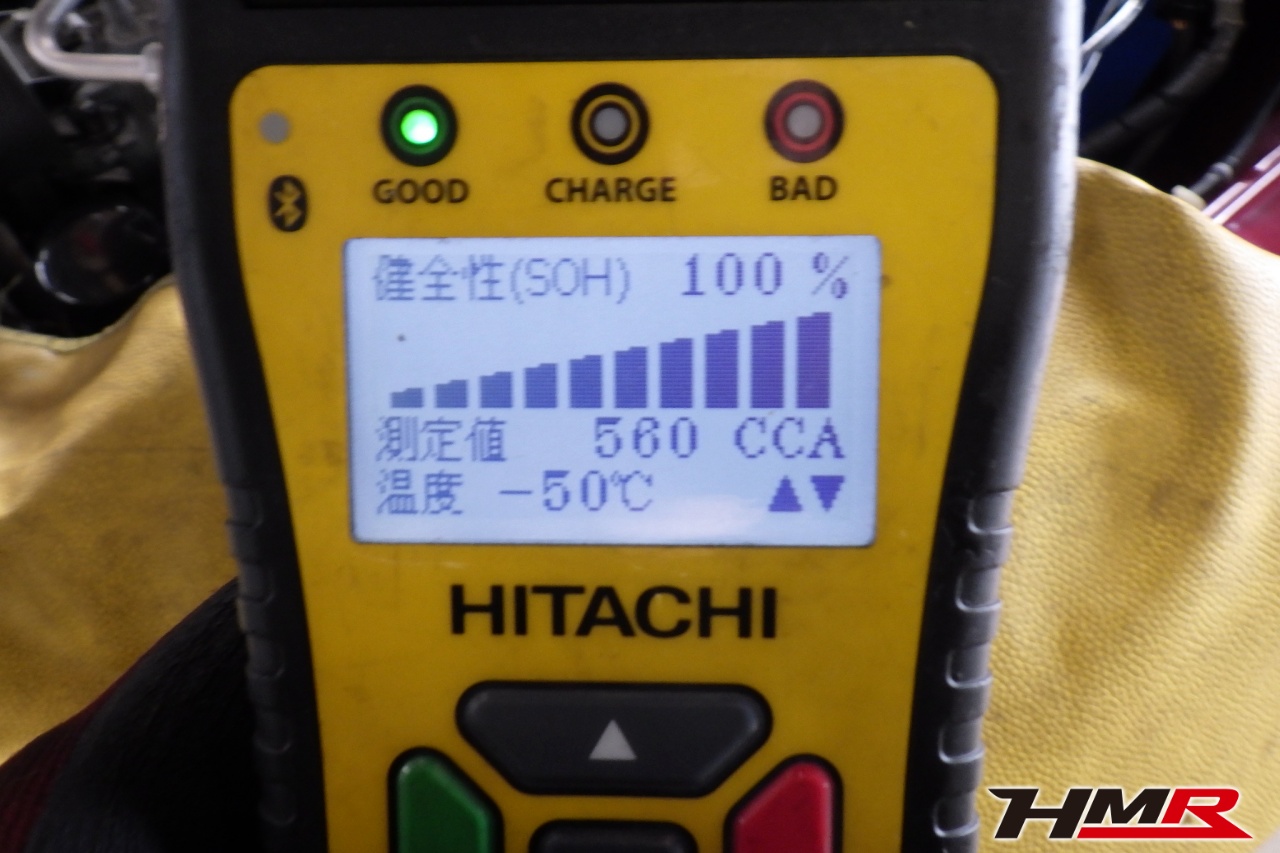 GOOD CHARGE BAD
健全性(SOH) 100 %
測定値 560 CCA
温度 -50℃ ▲▼
HITACHI
HMR